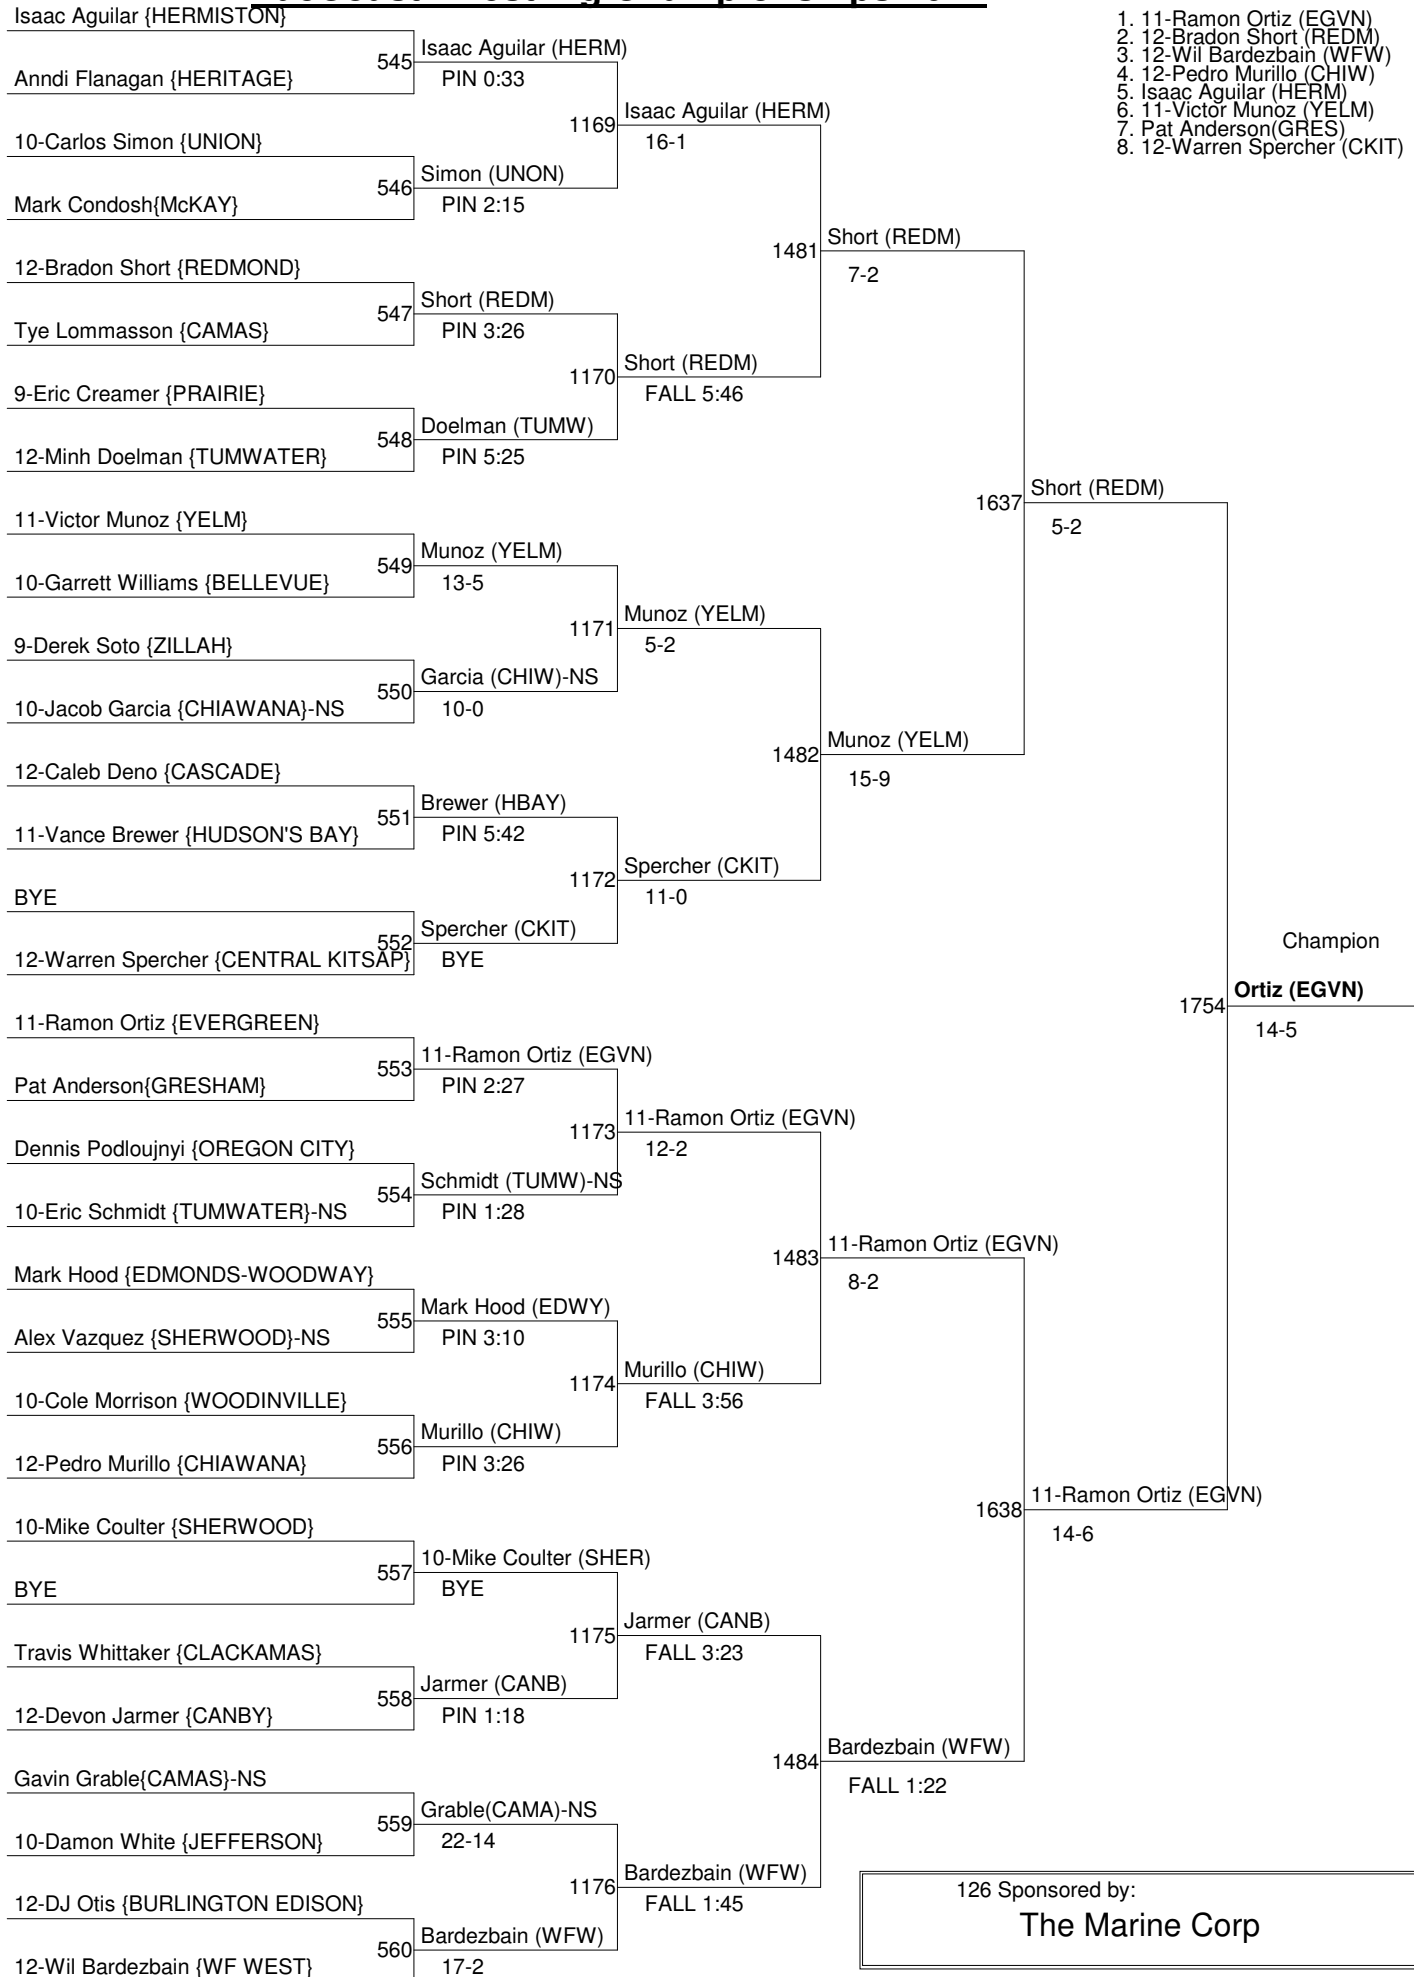 1. 11-Ramon Ortiz (EGVN)
2. 12-Bradon Short (REDM)
3. 12-Wil Bardezbain (WFW)
4. 12-Pedro Murillo (CHIW)
5. Isaac Aguilar (HERM)
6. 11-Victor Munoz (YELM)
7. Pat Anderson(GRES)
8. 12-Warren Spercher (CKIT)
Isaac Aguilar {HERMISTON}
Anndi Flanagan {HERITAGE}
10-Carlos Simon {UNION}
Mark Condosh{McKAY}
12-Bradon Short {REDMOND}
Tye Lommasson {CAMAS}
9-Eric Creamer {PRAIRIE}
12-Minh Doelman {TUMWATER}
11-Victor Munoz {YELM}
10-Garrett Williams {BELLEVUE}
9-Derek Soto {ZILLAH}
10-Jacob Garcia {CHIAWANA}-NS
12-Caleb Deno {CASCADE}
11-Vance Brewer {HUDSON'S BAY}
BYE
12-Warren Spercher {CENTRAL KITSAP}
11-Ramon Ortiz {EVERGREEN}
Pat Anderson{GRESHAM}
Dennis Podloujnyi {OREGON CITY}
10-Eric Schmidt {TUMWATER}-NS
Mark Hood {EDMONDS-WOODWAY}
Alex Vazquez {SHERWOOD}-NS
10-Cole Morrison {WOODINVILLE}
12-Pedro Murillo {CHIAWANA}
10-Mike Coulter {SHERWOOD}
BYE
Travis Whittaker {CLACKAMAS}
12-Devon Jarmer {CANBY}
Gavin Grable{CAMAS}-NS
10-Damon White {JEFFERSON}
12-DJ Otis {BURLINGTON EDISON}
12-Wil Bardezbain {WF WEST}
545 Isaac Aguilar (HERM)
PIN 0:33
546 Simon (UNON)
PIN 2:15
547 Short (REDM)
PIN 3:26
548 Doelman (TUMW)
PIN 5:25
549 Munoz (YELM)
13-5
550 Garcia (CHIW)-NS
10-0
551 Brewer (HBAY)
PIN 5:42
552 Spercher (CKIT)
BYE
553 11-Ramon Ortiz (EGVN)
PIN 2:27
554 Schmidt (TUMW)-NS
PIN 1:28
555 Mark Hood (EDWY)
PIN 3:10
556 Murillo (CHIW)
PIN 3:26
557 10-Mike Coulter (SHER)
BYE
558 Jarmer (CANB)
PIN 1:18
559 Grable(CAMA)-NS
22-14
560 Bardezbain (WFW)
17-2
1169 Isaac Aguilar (HERM)
16-1
1170 Short (REDM)
FALL 5:46
1171 Munoz (YELM)
5-2
1172 Spercher (CKIT)
11-0
1173 11-Ramon Ortiz (EGVN)
12-2
1174 Murillo (CHIW)
FALL 3:56
1175 Jarmer (CANB)
FALL 3:23
1176 Bardezbain (WFW)
FALL 1:45
1481 Short (REDM)
7-2
1482 Munoz (YELM)
15-9
1483 11-Ramon Ortiz (EGVN)
8-2
1484 Bardezbain (WFW)
FALL 1:22
1637 Short (REDM)
5-2
1638 11-Ramon Ortiz (EGVN)
14-6
Champion
1754 Ortiz (EGVN)
14-5
126 Sponsored by:
The Marine Corp